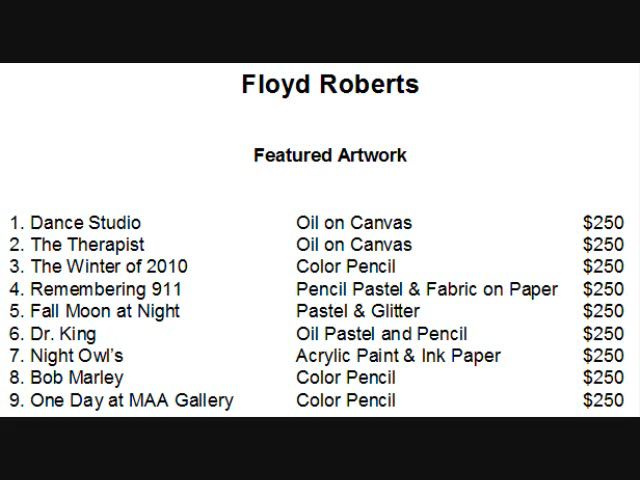 Floyd Roberts
Featured Artwork
1. Dance Studio Oil on Canvas $250
2. The Therapist Oil on Canvas $250
3. The Winter of 2010 Color Pencil $250
4. Remembering 911 Pencil Pastel & Fabric on Paper $250
5. Fall Moon at Night Pastel & Glitter $250
6. Dr. King Oil Pastel and Pencil $250
7. Night Owl's Acrylic Paint & Ink Paper $250
8. Bob Marley Color Pencil $250
9. One Day at MAA Gallery Color Pencil $250